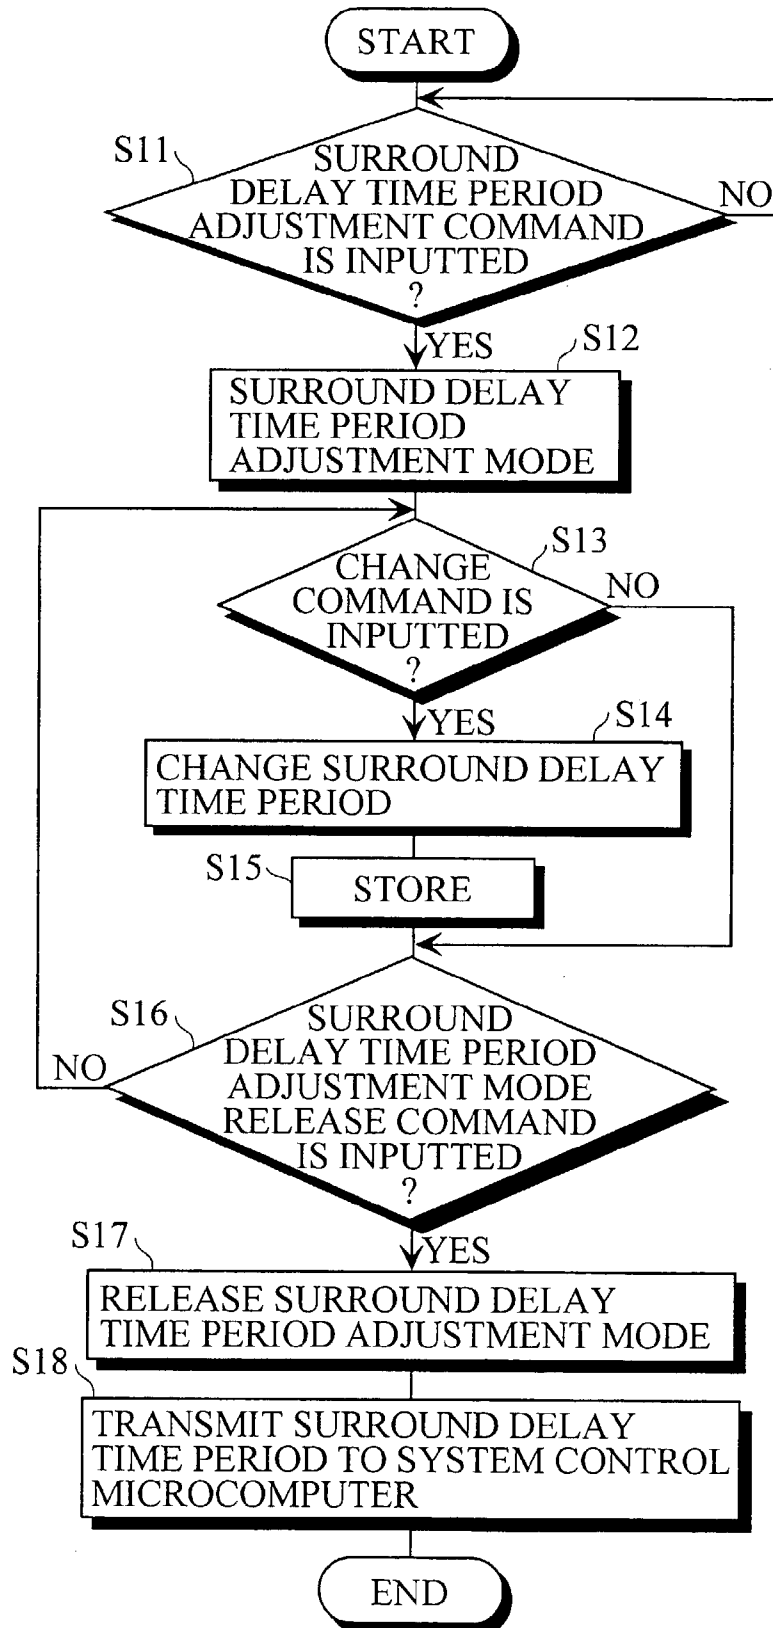 START
S11
SURROUND
DELAY TIME PERIOD
ADJUSTMENT COMMAND
IS INPUTTED
?
NO
YES
S12
SURROUND DELAY
TIME PERIOD
ADJUSTMENT MODE
S13
CHANGE
COMMAND IS
INPUTTED
?
NO
YES
S14
CHANGE SURROUND DELAY
TIME PERIOD
S15
STORE
S16
SURROUND
DELAY TIME PERIOD
ADJUSTMENT MODE
RELEASE COMMAND
IS INPUTTED
?
NO
YES
S17
RELEASE SURROUND DELAY
TIME PERIOD ADJUSTMENT MODE
S18
TRANSMIT SURROUND DELAY
TIME PERIOD TO SYSTEM CONTROL
MICROCOMPUTER
END